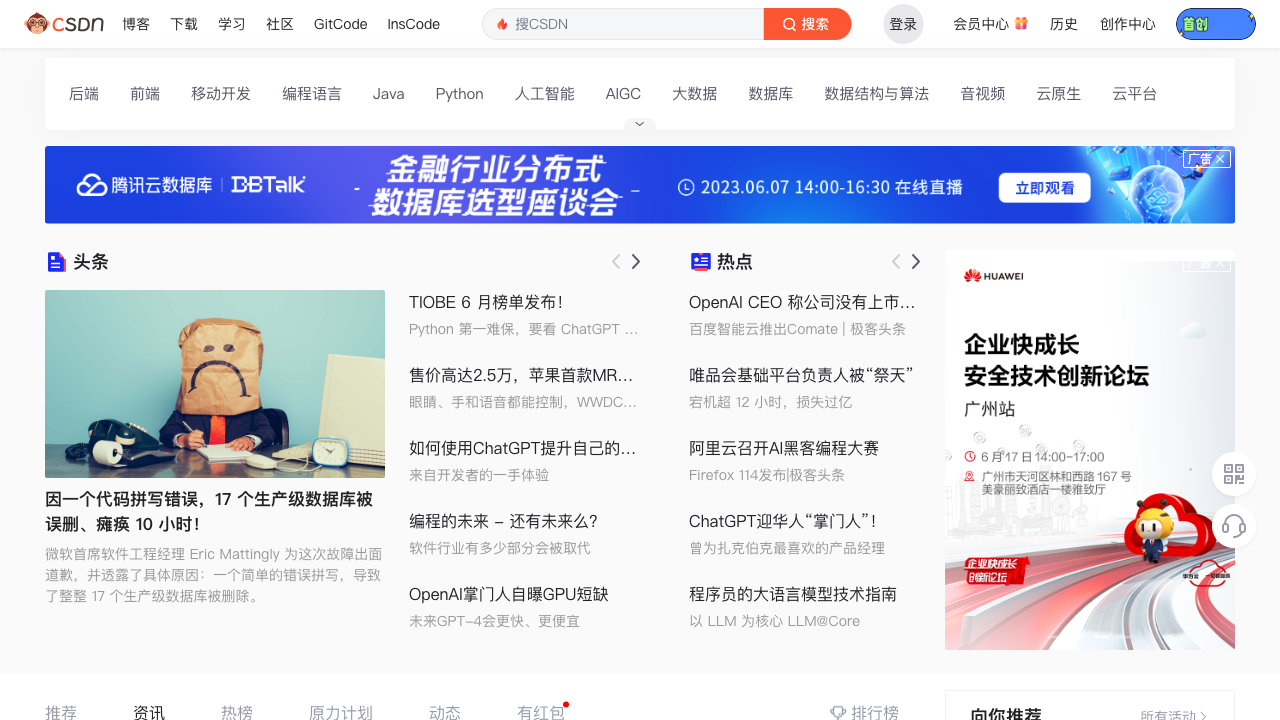 CSDN 博客 下载 学习 社区 GitCode InsCode 搜CSDN 搜索 登录 会员中心 历史 创作中心 首创
后端 前端 移动开发 编程语言 Java Python 人工智能 AIGC 大数据 数据库 数据结构与算法 音视频 云原生 云平台
腾讯云数据库 | DBTalk
- 金融行业分布式
数据库选型座谈会 -
2023.06.07 14:00-16:30 在线直播
立即观看
广告 ×
头条
因一个代码拼写错误，17 个生产级数据库被
误删、瘫痪 10 小时！
微软首席软件工程经理 Eric Mattingly 为这次故障出面
道歉，并透露了具体原因：一个简单的错误拼写，导致
了整整 17 个生产级数据库被删除。
TIOBE 6 月榜单发布！
Python 第一难保，要看 ChatGPT ...
售价高达2.5万，苹果首款MR...
眼睛、手和语音都能控制，WWDC...
如何使用ChatGPT提升自己的...
来自开发者的一手体验
编程的未来 - 还有未来么？
软件行业有多少部分会被取代
OpenAI掌门人自曝GPU短缺
未来GPT-4会更快、更便宜
热点
OpenAI CEO 称公司没有上市...
百度智能云推出Comate | 极客头条
唯品会基础平台负责人被“祭天”
宕机超 12 小时，损失过亿
阿里云召开AI黑客编程大赛
Firefox 114发布|极客头条
ChatGPT迎华人“掌门人”！
曾为扎克伯克最喜欢的产品经理
程序员的大语言模型技术指南
以 LLM 为核心 LLM@Core
广告 ×
HUAWEI
企业快成长
安全技术创新论坛
广州站
6月17日 14:00-17:00
广州市天河区林和西路 167 号
美豪丽致酒店一楼雅致厅
企业快成长
创新论坛
推荐 资讯 热榜 原力计划 动态 有红包 排行榜
向你推荐 所有活动